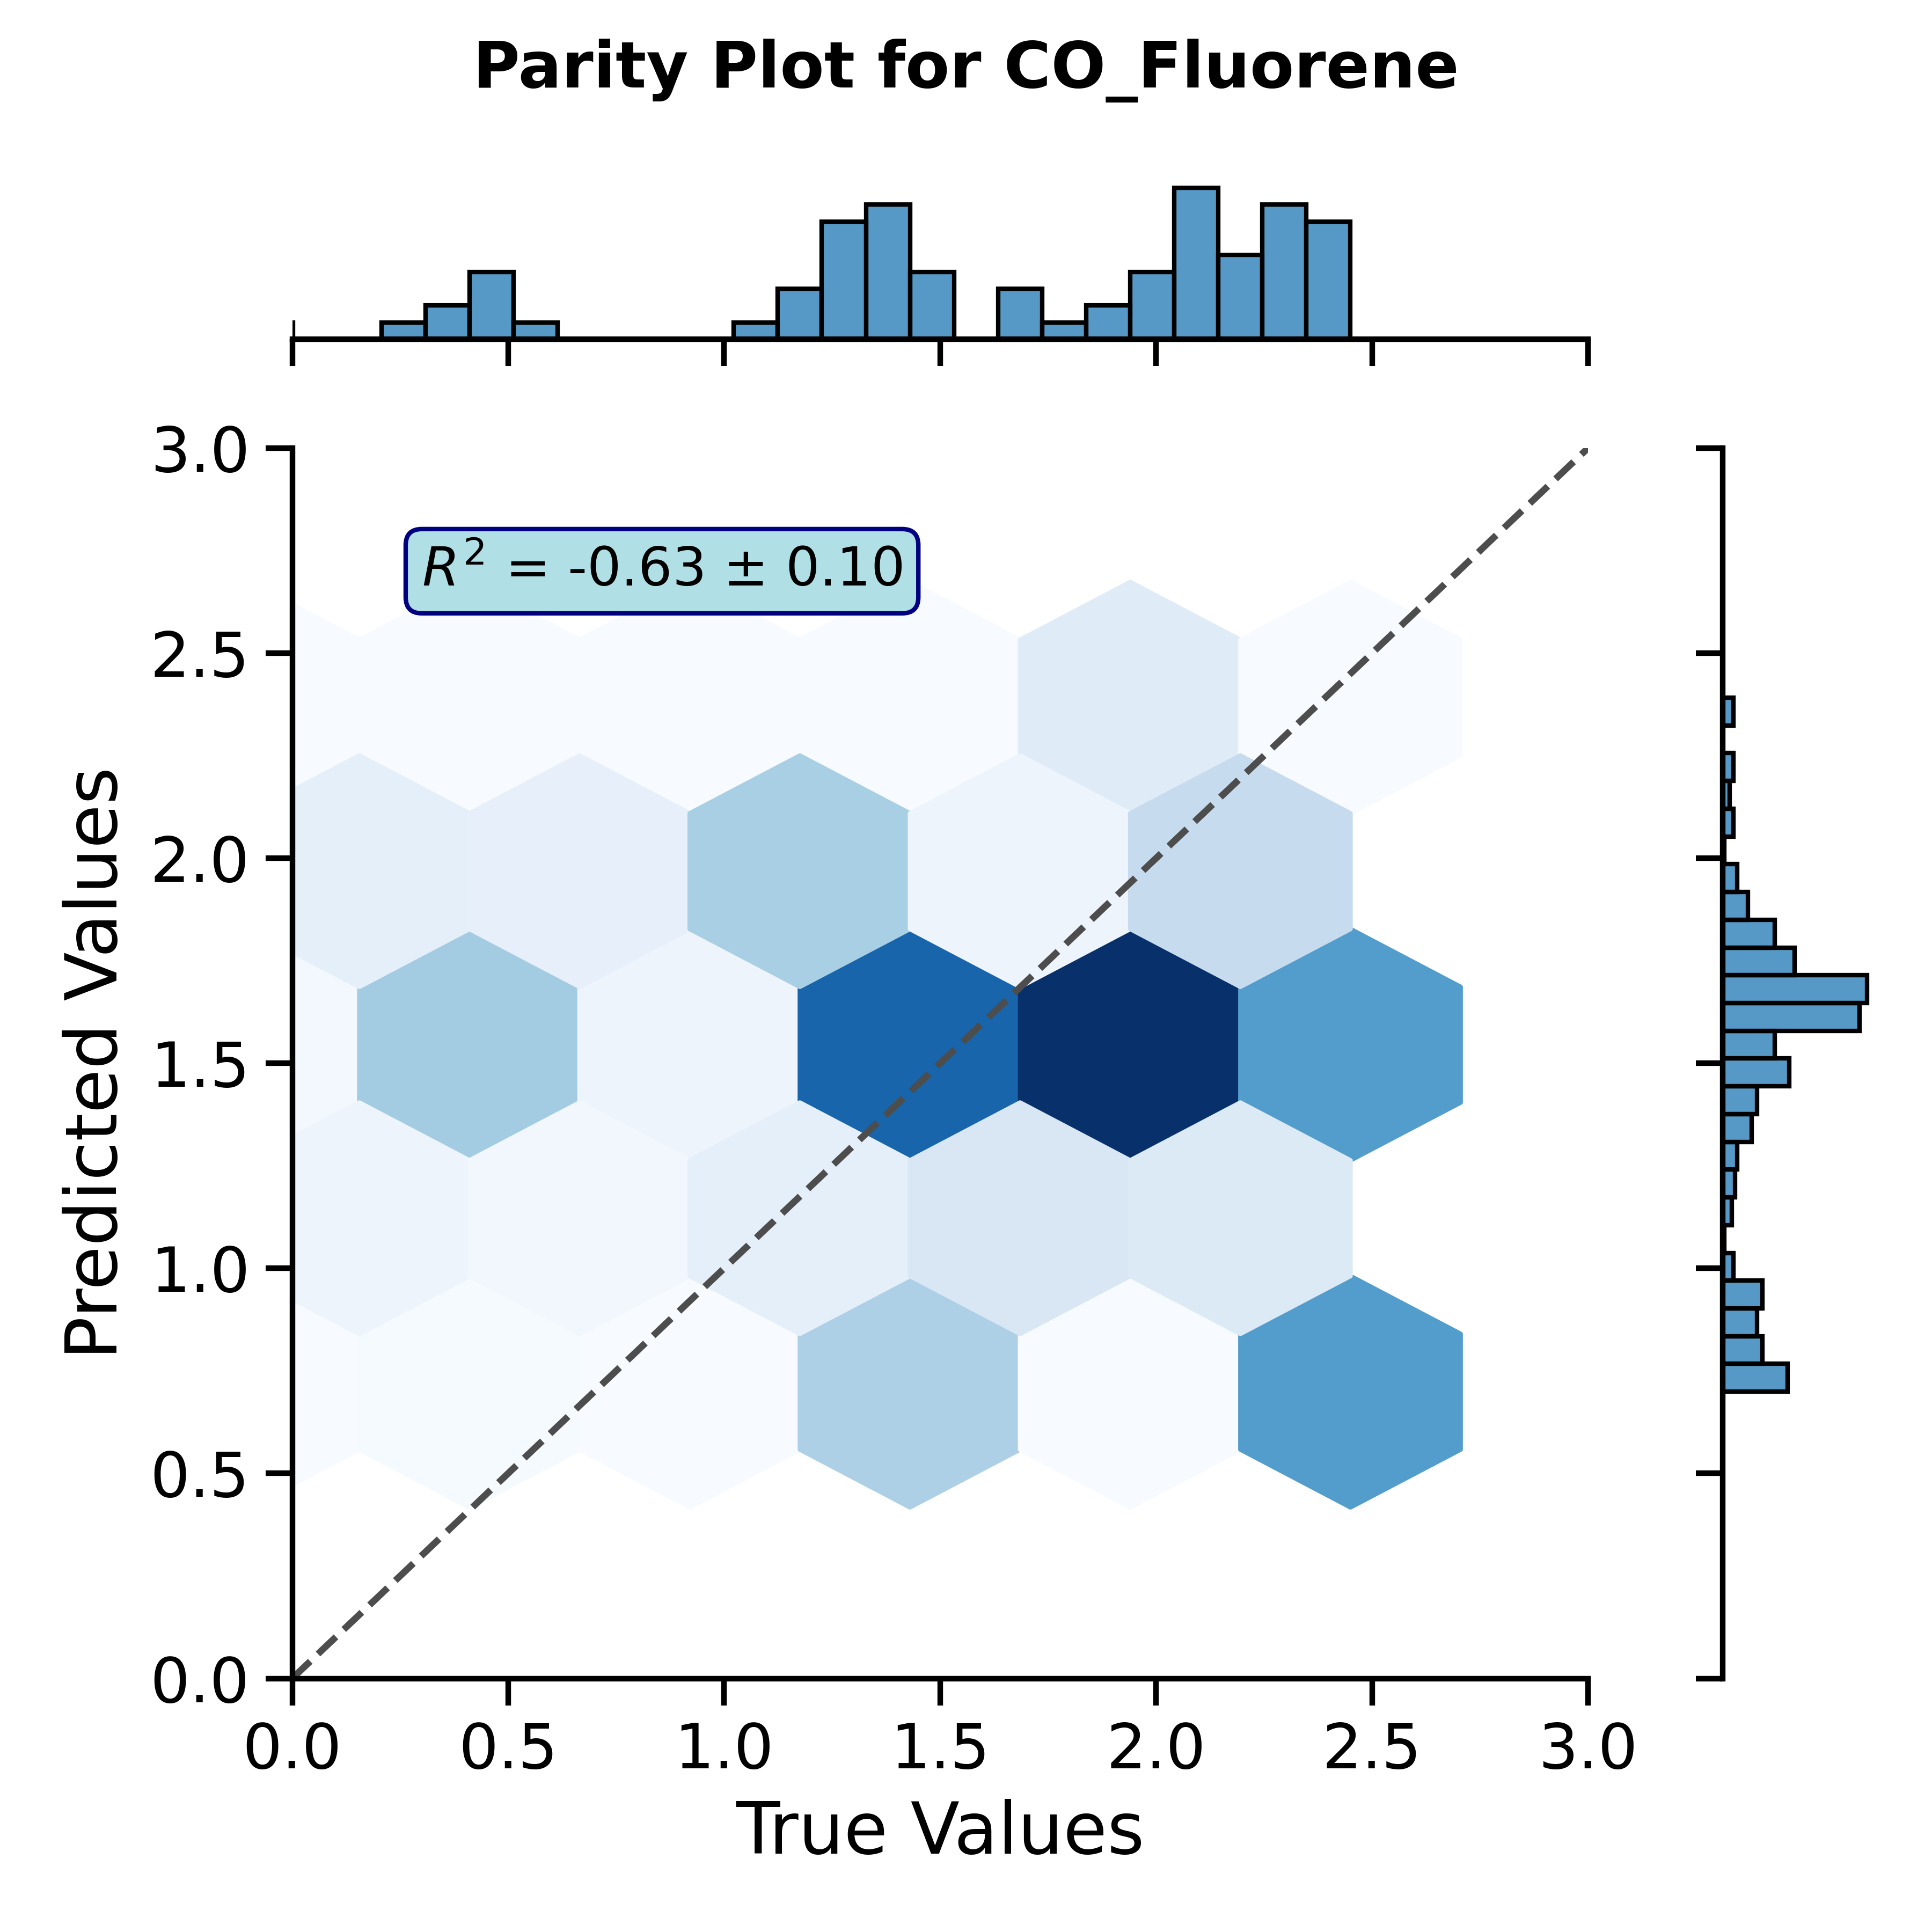 Parity Plot for CO_Fluorene
3.0
R² = -0.63 ± 0.10
2.5
2.0
1.5
1.0
0.5
0.0
Predicted Values
0.0 0.5 1.0 1.5 2.0 2.5 3.0
True Values